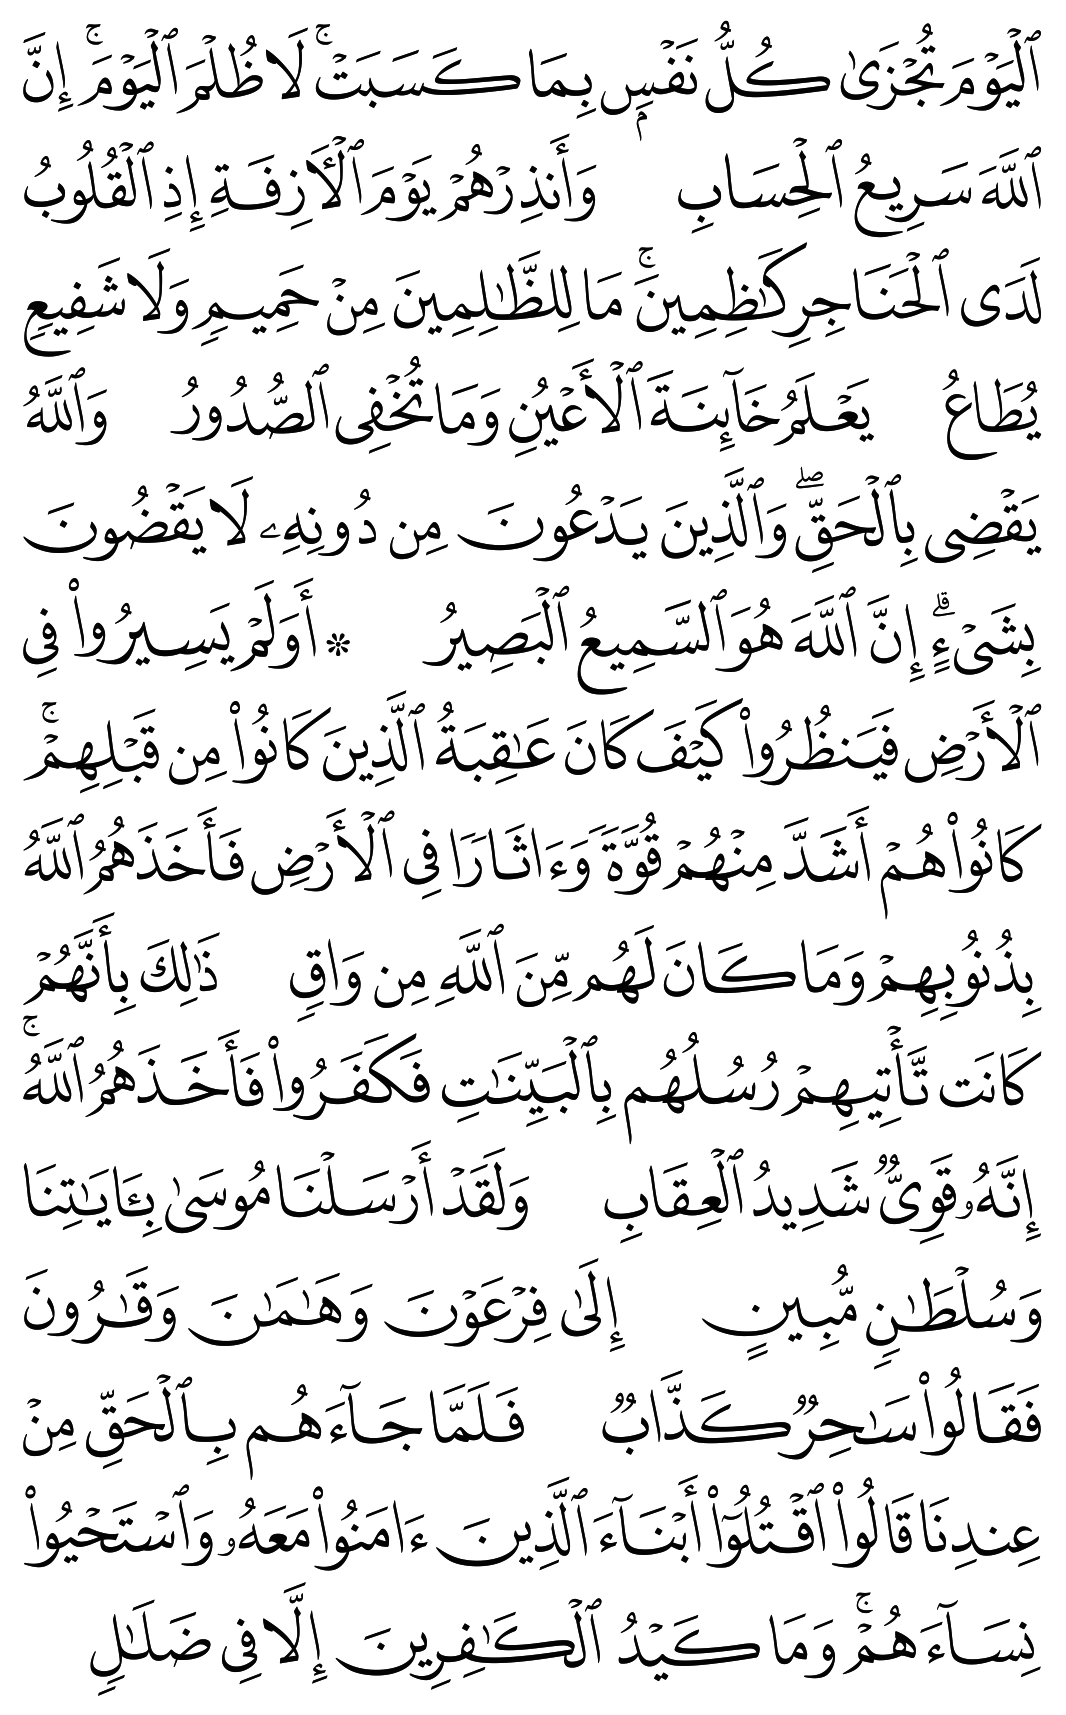 ٱلۡيَوۡمَ تُجۡزَىٰ كُلُّ نَفۡسِۭ بِمَا كَسَبَتۡۚ لَا ظُلۡمَ ٱلۡيَوۡمَۚ إِنَّ
ٱللَّهَ سَرِيعُ ٱلۡحِسَابِ وَأَنذِرۡهُمۡ يَوۡمَ ٱلۡأٓزِفَةِ إِذِ ٱلۡقُلُوبُ
لَدَى ٱلۡحَنَاجِرِ كَٰظِمِينَۚ مَا لِلظَّٰلِمِينَ مِنۡ حَمِيمٖ وَلَا شَفِيعٖ
يُطَاعُ يَعۡلَمُ خَآئِنَةَ ٱلۡأَعۡيُنِ وَمَا تُخۡفِى ٱلصُّدُورُ وَٱللَّهُ
يَقۡضِى بِٱلۡحَقِّۖ وَٱلَّذِينَ يَدۡعُونَ مِن دُونِهِۦ لَا يَقۡضُونَ
بِشَىۡءٍۗ إِنَّ ٱللَّهَ هُوَ ٱلسَّمِيعُ ٱلۡبَصِيرُ ۞ أَوَلَمۡ يَسِيرُواْ فِى
ٱلۡأَرۡضِ فَيَنظُرُواْ كَيۡفَ كَانَ عَٰقِبَةُ ٱلَّذِينَ كَانُواْ مِن قَبۡلِهِمۡۚ
كَانُواْ هُمۡ أَشَدَّ مِنۡهُمۡ قُوَّةٗ وَءَاثَارٗا فِى ٱلۡأَرۡضِ فَأَخَذَهُمُ ٱللَّهُ
بِذُنُوبِهِمۡ وَمَا كَانَ لَهُم مِّنَ ٱللَّهِ مِن وَاقٖ ذَٰلِكَ بِأَنَّهُمۡ
كَانَت تَّأۡتِيهِمۡ رُسُلُهُم بِٱلۡبَيِّنَٰتِ فَكَفَرُواْ فَأَخَذَهُمُ ٱللَّهُۚ
إِنَّهُۥ قَوِىّٞ شَدِيدُ ٱلۡعِقَابِ وَلَقَدۡ أَرۡسَلۡنَا مُوسَىٰ بِـَٔايَٰتِنَا
وَسُلۡطَٰنٖ مُّبِينٍ إِلَىٰ فِرۡعَوۡنَ وَهَٰمَٰنَ وَقَٰرُونَ
فَقَالُواْ سَٰحِرٞ كَذَّابٞ فَلَمَّا جَآءَهُم بِٱلۡحَقِّ مِنۡ
عِندِنَا قَالُواْ ٱقۡتُلُوٓاْ أَبۡنَآءَ ٱلَّذِينَ ءَامَنُواْ مَعَهُۥ وَٱسۡتَحۡيُواْ
نِسَآءَهُمۡۚ وَمَا كَيۡدُ ٱلۡكَٰفِرِينَ إِلَّا فِى ضَلَٰلٖ